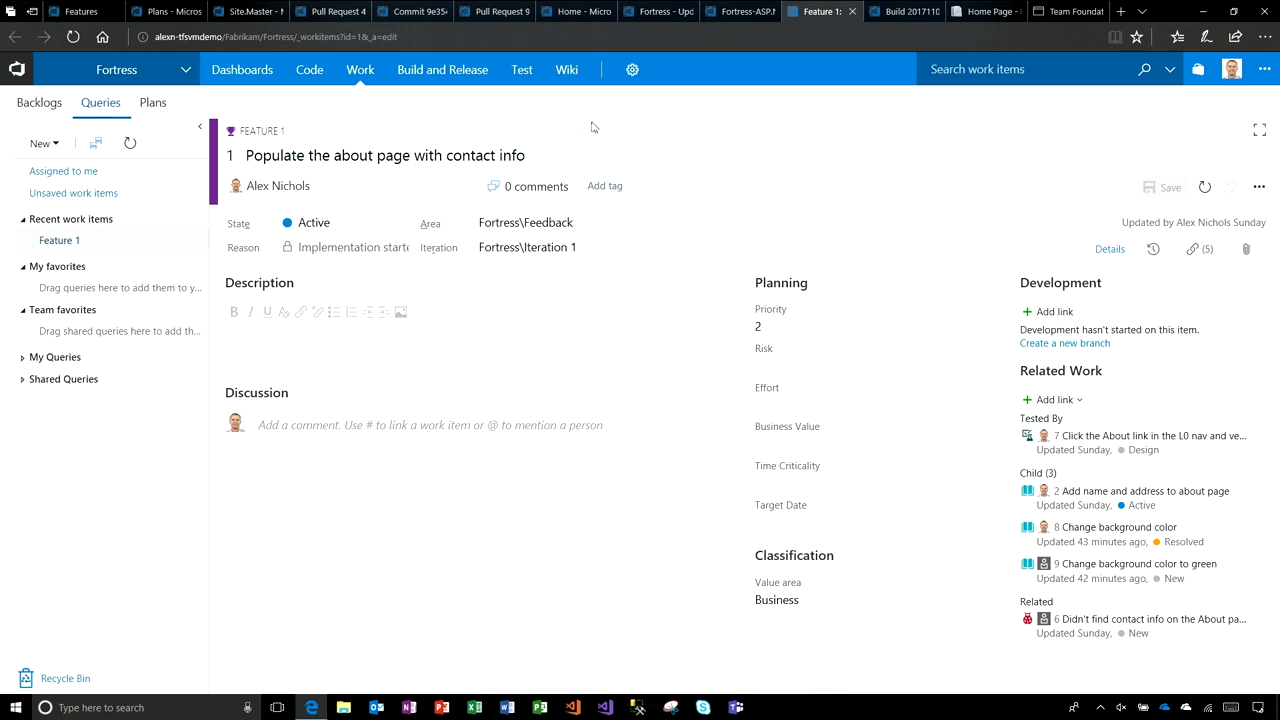 Features
Plans - Micros
Site.Master - M
Pull Request 4
Commit 9e354
Pull Request 9
Home - Micro
Fortress - Upd
Fortress-ASP.N
Feature 1:
Build 2017110
Home Page - I
Team Foundat
alexn-tfsvmdemo/Fabrikam/Fortress/_workitems?id=1&_a=edit
Fortress
Dashboards
Code
Work
Build and Release
Test
Wiki
Search work items
Backlogs
Queries
Plans
New
Assigned to me
Unsaved work items
Recent work items
Feature 1
My favorites
Drag queries here to add them to y...
Team favorites
Drag shared queries here to add th...
My Queries
Shared Queries
Recycle Bin
FEATURE 1
1 Populate the about page with contact info
Alex Nichols
0 comments
Add tag
Save
State
Active
Area
Fortress\Feedback
Updated by Alex Nichols Sunday
Reason
Implementation starte
Iteration
Fortress\Iteration 1
Details
(5)
Description
B I U
Discussion
Add a comment. Use # to link a work item or @ to mention a person
Planning
Priority
2
Risk
Effort
Business Value
Time Criticality
Target Date
Classification
Value area
Business
Development
+ Add link
Development hasn't started on this item.
Create a new branch
Related Work
+ Add link
Tested By
7 Click the About link in the L0 nav and ve...
Updated Sunday, Design
Child (3)
2 Add name and address to about page
Updated Sunday, Active
8 Change background color
Updated 43 minutes ago, Resolved
9 Change background color to green
Updated 42 minutes ago, New
Related
6 Didn't find contact info on the About pa...
Updated Sunday, New
Type here to search